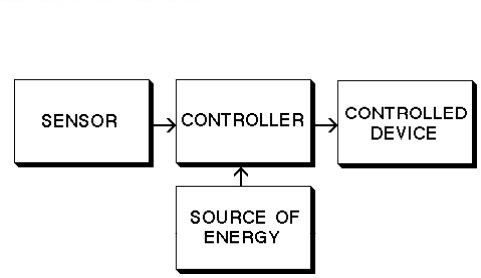 SENSOR
CONTROLLER
CONTROLLED
DEVICE
SOURCE OF
ENERGY